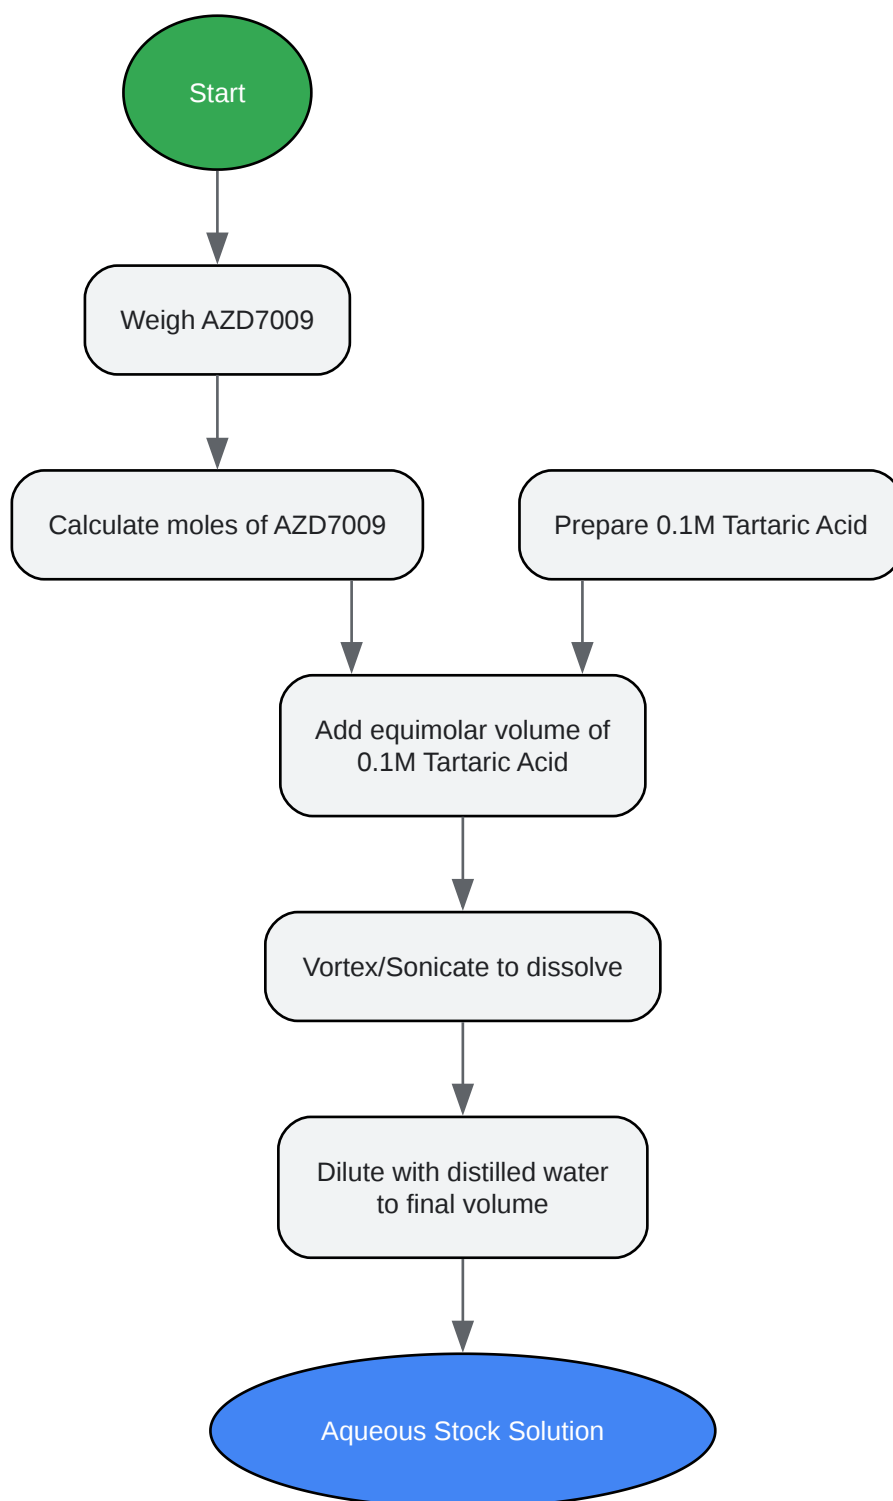 Start
Weigh AZD7009
Calculate moles of AZD7009
Prepare 0.1M Tartaric Acid
Add equimolar volume of
0.1M Tartaric Acid
Vortex/Sonicate to dissolve
Dilute with distilled water
to final volume
Aqueous Stock Solution